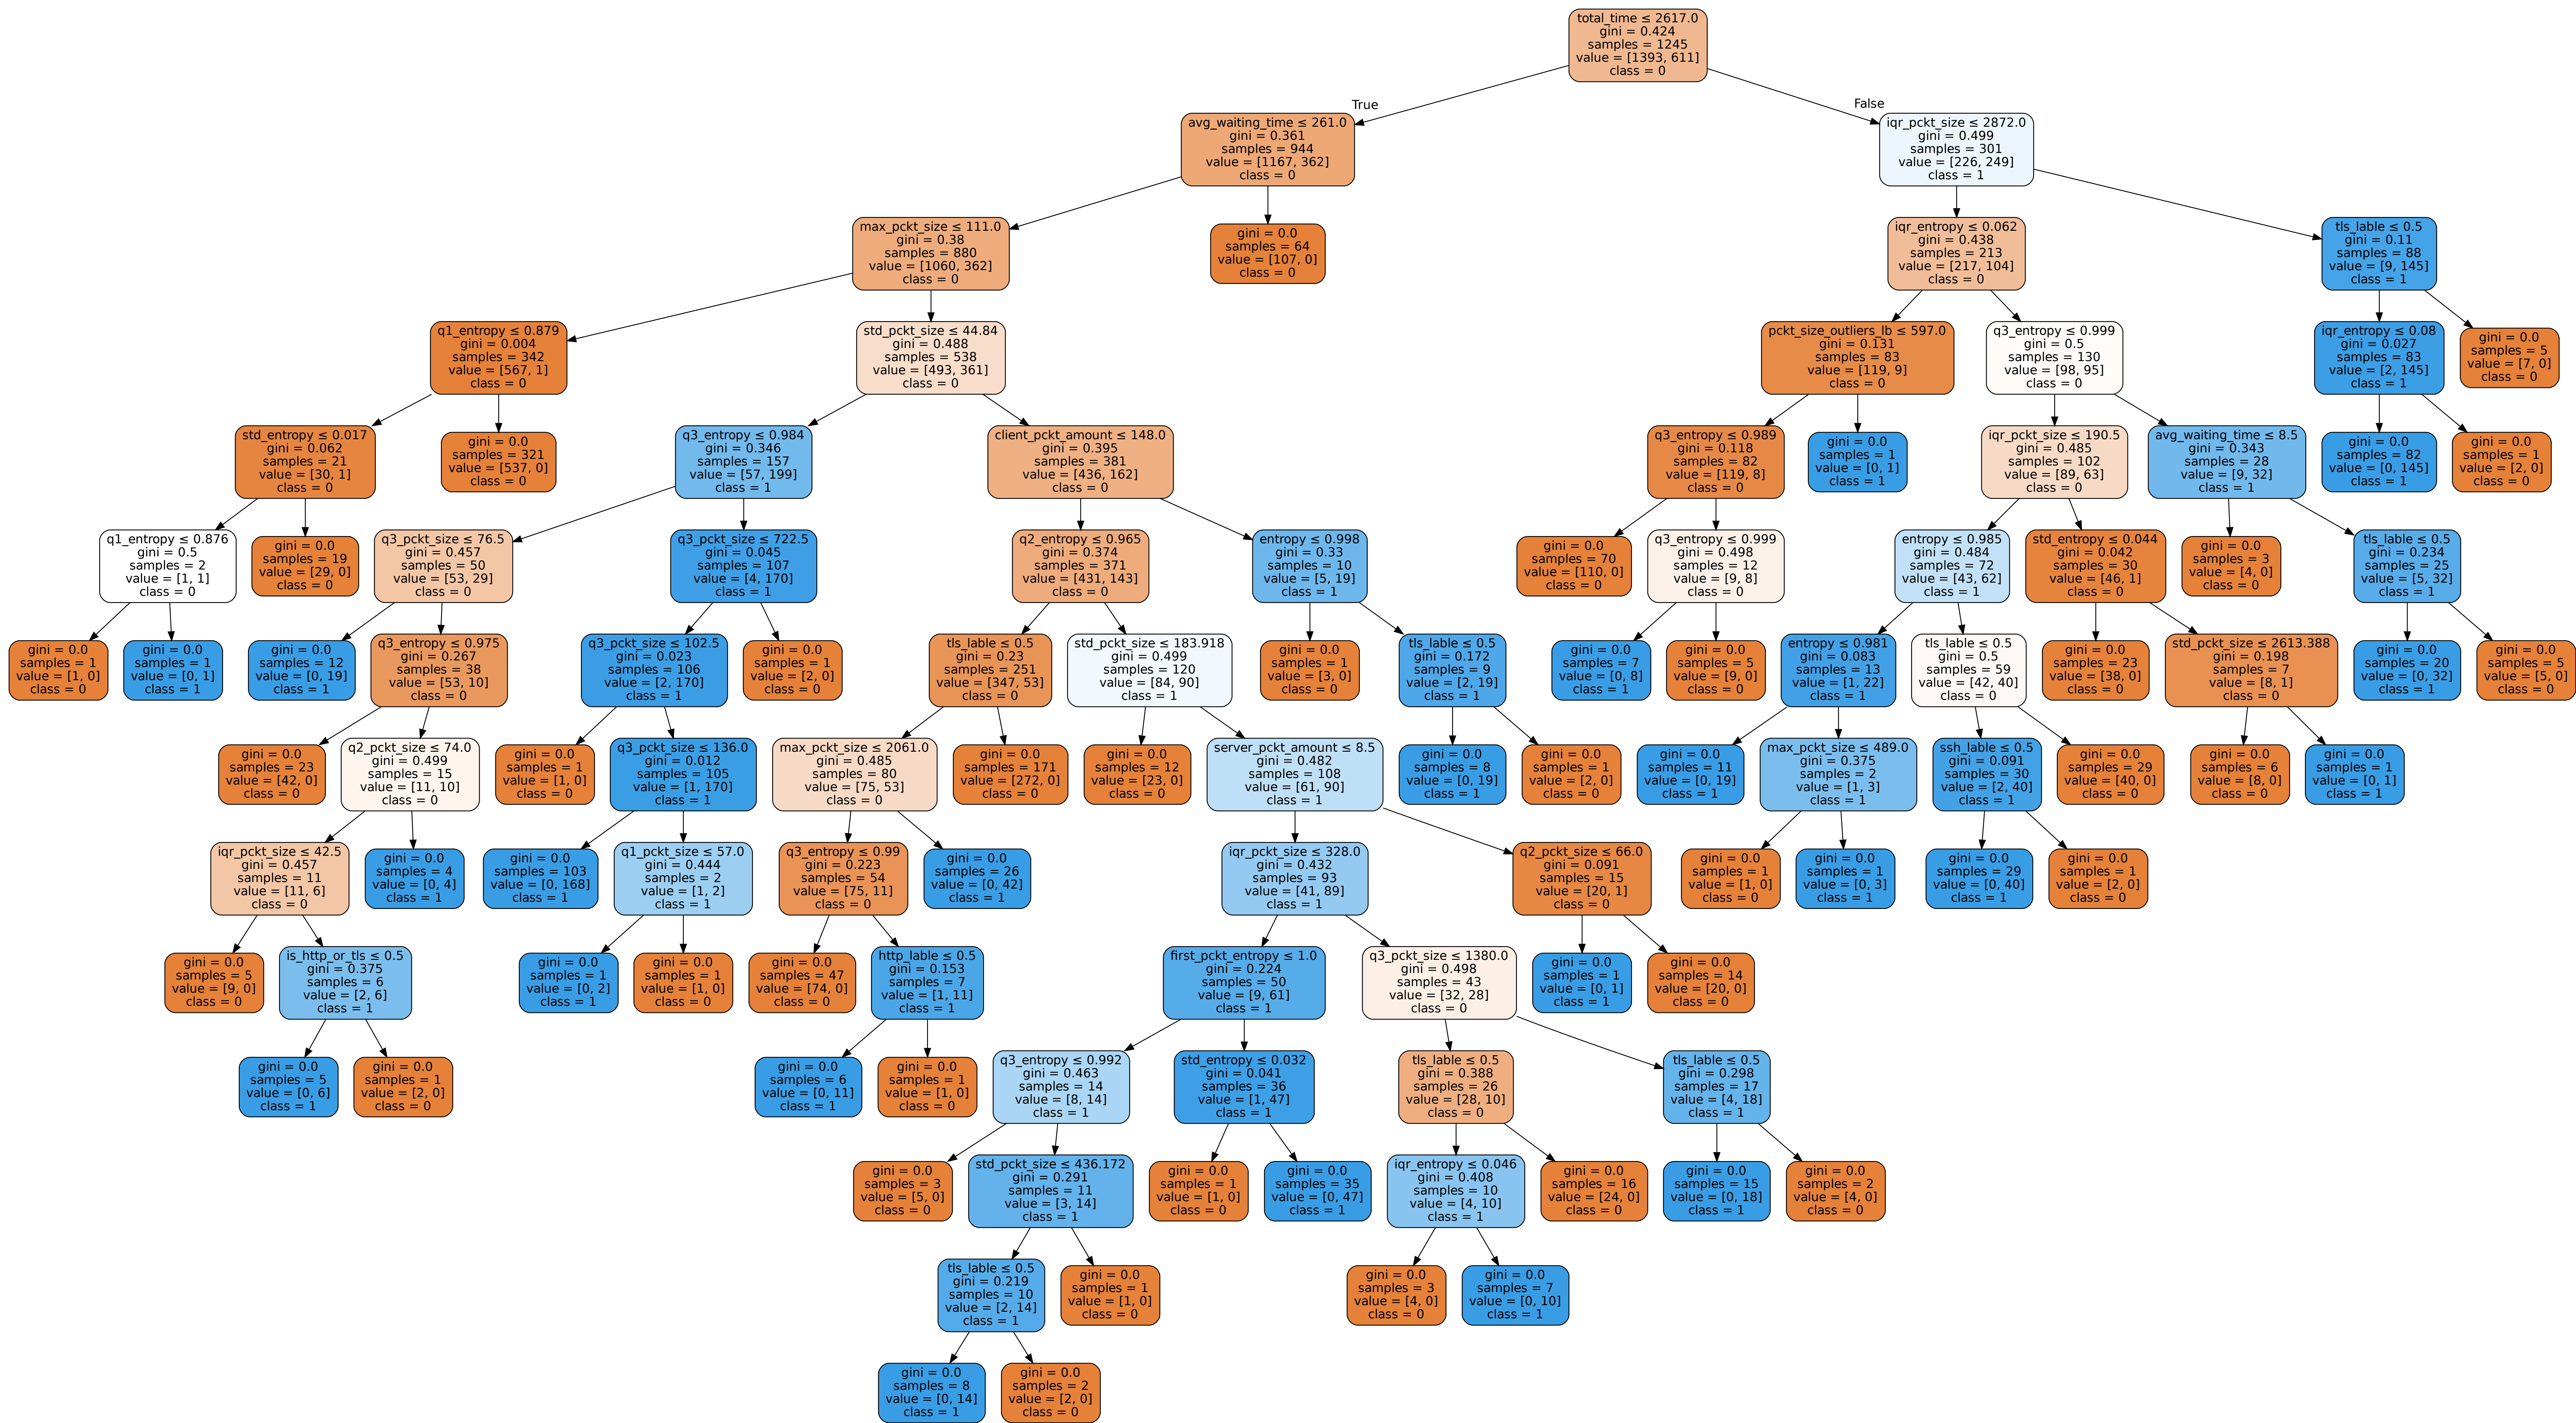 total_time ≤ 2617.0
gini = 0.424
samples = 1245
value = [1393, 611]
class = 0
True
False
avg_waiting_time ≤ 261.0
gini = 0.361
samples = 944
value = [1167, 362]
class = 0
iqr_pckt_size ≤ 2872.0
gini = 0.499
samples = 301
value = [226, 249]
class = 1
max_pckt_size ≤ 111.0
gini = 0.38
samples = 880
value = [1060, 362]
class = 0
gini = 0.0
samples = 64
value = [107, 0]
class = 0
iqr_entropy ≤ 0.062
gini = 0.438
samples = 213
value = [217, 104]
class = 0
tls_lable ≤ 0.5
gini = 0.11
samples = 88
value = [9, 145]
class = 1
q1_entropy ≤ 0.879
gini = 0.004
samples = 342
value = [567, 1]
class = 0
std_pckt_size ≤ 44.84
gini = 0.488
samples = 538
value = [493, 361]
class = 0
pckt_size_outliers_lb ≤ 597.0
gini = 0.131
samples = 83
value = [119, 9]
class = 0
q3_entropy ≤ 0.999
gini = 0.5
samples = 130
value = [98, 95]
class = 0
iqr_entropy ≤ 0.08
gini = 0.027
samples = 83
value = [2, 145]
class = 1
gini = 0.0
samples = 5
value = [7, 0]
class = 0
std_entropy ≤ 0.017
gini = 0.062
samples = 21
value = [30, 1]
class = 0
gini = 0.0
samples = 321
value = [537, 0]
class = 0
q3_entropy ≤ 0.984
gini = 0.346
samples = 157
value = [57, 199]
class = 1
client_pckt_amount ≤ 148.0
gini = 0.395
samples = 381
value = [436, 162]
class = 0
q3_entropy ≤ 0.989
gini = 0.118
samples = 82
value = [119, 8]
class = 0
gini = 0.0
samples = 1
value = [0, 1]
class = 1
iqr_pckt_size ≤ 190.5
gini = 0.485
samples = 102
value = [89, 63]
class = 0
avg_waiting_time ≤ 8.5
gini = 0.343
samples = 28
value = [9, 32]
class = 1
gini = 0.0
samples = 82
value = [0, 145]
class = 1
gini = 0.0
samples = 1
value = [2, 0]
class = 0
q1_entropy ≤ 0.876
gini = 0.5
samples = 2
value = [1, 1]
class = 0
gini = 0.0
samples = 19
value = [29, 0]
class = 0
q3_pckt_size ≤ 76.5
gini = 0.457
samples = 50
value = [53, 29]
class = 0
q3_pckt_size ≤ 722.5
gini = 0.045
samples = 107
value = [4, 170]
class = 1
q2_entropy ≤ 0.965
gini = 0.374
samples = 371
value = [431, 143]
class = 0
entropy ≤ 0.998
gini = 0.33
samples = 10
value = [5, 19]
class = 1
gini = 0.0
samples = 70
value = [110, 0]
class = 0
q3_entropy ≤ 0.999
gini = 0.498
samples = 12
value = [9, 8]
class = 0
entropy ≤ 0.985
gini = 0.484
samples = 72
value = [43, 62]
class = 1
std_entropy ≤ 0.044
gini = 0.042
samples = 30
value = [46, 1]
class = 0
gini = 0.0
samples = 3
value = [4, 0]
class = 0
tls_lable ≤ 0.5
gini = 0.234
samples = 25
value = [5, 32]
class = 1
gini = 0.0
samples = 1
value = [1, 0]
class = 0
gini = 0.0
samples = 1
value = [0, 1]
class = 1
gini = 0.0
samples = 12
value = [0, 19]
class = 1
q3_entropy ≤ 0.975
gini = 0.267
samples = 38
value = [53, 10]
class = 0
q3_pckt_size ≤ 102.5
gini = 0.023
samples = 106
value = [2, 170]
class = 1
gini = 0.0
samples = 1
value = [2, 0]
class = 0
tls_lable ≤ 0.5
gini = 0.23
samples = 251
value = [347, 53]
class = 0
std_pckt_size ≤ 183.918
gini = 0.499
samples = 120
value = [84, 90]
class = 1
gini = 0.0
samples = 1
value = [3, 0]
class = 0
tls_lable ≤ 0.5
gini = 0.172
samples = 9
value = [2, 19]
class = 1
gini = 0.0
samples = 7
value = [0, 8]
class = 1
gini = 0.0
samples = 5
value = [9, 0]
class = 0
entropy ≤ 0.981
gini = 0.083
samples = 13
value = [1, 22]
class = 1
tls_lable ≤ 0.5
gini = 0.5
samples = 59
value = [42, 40]
class = 0
gini = 0.0
samples = 23
value = [38, 0]
class = 0
std_pckt_size ≤ 2613.388
gini = 0.198
samples = 7
value = [8, 1]
class = 0
gini = 0.0
samples = 20
value = [0, 32]
class = 1
gini = 0.0
samples = 5
value = [5, 0]
class = 0
gini = 0.0
samples = 23
value = [42, 0]
class = 0
q2_pckt_size ≤ 74.0
gini = 0.499
samples = 15
value = [11, 10]
class = 0
gini = 0.0
samples = 1
value = [1, 0]
class = 0
q3_pckt_size ≤ 136.0
gini = 0.012
samples = 105
value = [1, 170]
class = 1
max_pckt_size ≤ 2061.0
gini = 0.485
samples = 80
value = [75, 53]
class = 0
gini = 0.0
samples = 171
value = [272, 0]
class = 0
gini = 0.0
samples = 12
value = [23, 0]
class = 0
server_pckt_amount ≤ 8.5
gini = 0.482
samples = 108
value = [61, 90]
class = 1
gini = 0.0
samples = 8
value = [0, 19]
class = 1
gini = 0.0
samples = 1
value = [2, 0]
class = 0
gini = 0.0
samples = 11
value = [0, 19]
class = 1
max_pckt_size ≤ 489.0
gini = 0.375
samples = 2
value = [1, 3]
class = 1
ssh_lable ≤ 0.5
gini = 0.091
samples = 30
value = [2, 40]
class = 1
gini = 0.0
samples = 29
value = [40, 0]
class = 0
gini = 0.0
samples = 6
value = [8, 0]
class = 0
gini = 0.0
samples = 1
value = [0, 1]
class = 1
iqr_pckt_size ≤ 42.5
gini = 0.457
samples = 11
value = [11, 6]
class = 0
gini = 0.0
samples = 4
value = [0, 4]
class = 1
gini = 0.0
samples = 103
value = [0, 168]
class = 1
q1_pckt_size ≤ 57.0
gini = 0.444
samples = 2
value = [1, 2]
class = 1
q3_entropy ≤ 0.99
gini = 0.223
samples = 54
value = [75, 11]
class = 0
gini = 0.0
samples = 26
value = [0, 42]
class = 1
iqr_pckt_size ≤ 328.0
gini = 0.432
samples = 93
value = [41, 89]
class = 1
q2_pckt_size ≤ 66.0
gini = 0.091
samples = 15
value = [20, 1]
class = 0
gini = 0.0
samples = 1
value = [1, 0]
class = 0
gini = 0.0
samples = 1
value = [0, 3]
class = 1
gini = 0.0
samples = 29
value = [0, 40]
class = 1
gini = 0.0
samples = 1
value = [2, 0]
class = 0
gini = 0.0
samples = 5
value = [9, 0]
class = 0
is_http_or_tls ≤ 0.5
gini = 0.375
samples = 6
value = [2, 6]
class = 1
gini = 0.0
samples = 1
value = [0, 2]
class = 1
gini = 0.0
samples = 1
value = [1, 0]
class = 0
gini = 0.0
samples = 47
value = [74, 0]
class = 0
http_lable ≤ 0.5
gini = 0.153
samples = 7
value = [1, 11]
class = 1
first_pckt_entropy ≤ 1.0
gini = 0.224
samples = 50
value = [9, 61]
class = 1
q3_pckt_size ≤ 1380.0
gini = 0.498
samples = 43
value = [32, 28]
class = 0
gini = 0.0
samples = 1
value = [0, 1]
class = 1
gini = 0.0
samples = 14
value = [20, 0]
class = 0
gini = 0.0
samples = 5
value = [0, 6]
class = 1
gini = 0.0
samples = 1
value = [2, 0]
class = 0
gini = 0.0
samples = 6
value = [0, 11]
class = 1
gini = 0.0
samples = 1
value = [1, 0]
class = 0
q3_entropy ≤ 0.992
gini = 0.463
samples = 14
value = [8, 14]
class = 1
std_entropy ≤ 0.032
gini = 0.041
samples = 36
value = [1, 47]
class = 1
tls_lable ≤ 0.5
gini = 0.388
samples = 26
value = [28, 10]
class = 0
tls_lable ≤ 0.5
gini = 0.298
samples = 17
value = [4, 18]
class = 1
gini = 0.0
samples = 3
value = [5, 0]
class = 0
std_pckt_size ≤ 436.172
gini = 0.291
samples = 11
value = [3, 14]
class = 1
gini = 0.0
samples = 1
value = [1, 0]
class = 0
gini = 0.0
samples = 35
value = [0, 47]
class = 1
iqr_entropy ≤ 0.046
gini = 0.408
samples = 10
value = [4, 10]
class = 1
gini = 0.0
samples = 16
value = [24, 0]
class = 0
gini = 0.0
samples = 15
value = [0, 18]
class = 1
gini = 0.0
samples = 2
value = [4, 0]
class = 0
tls_lable ≤ 0.5
gini = 0.219
samples = 10
value = [2, 14]
class = 1
gini = 0.0
samples = 1
value = [1, 0]
class = 0
gini = 0.0
samples = 3
value = [4, 0]
class = 0
gini = 0.0
samples = 7
value = [0, 10]
class = 1
gini = 0.0
samples = 8
value = [0, 14]
class = 1
gini = 0.0
samples = 2
value = [2, 0]
class = 0